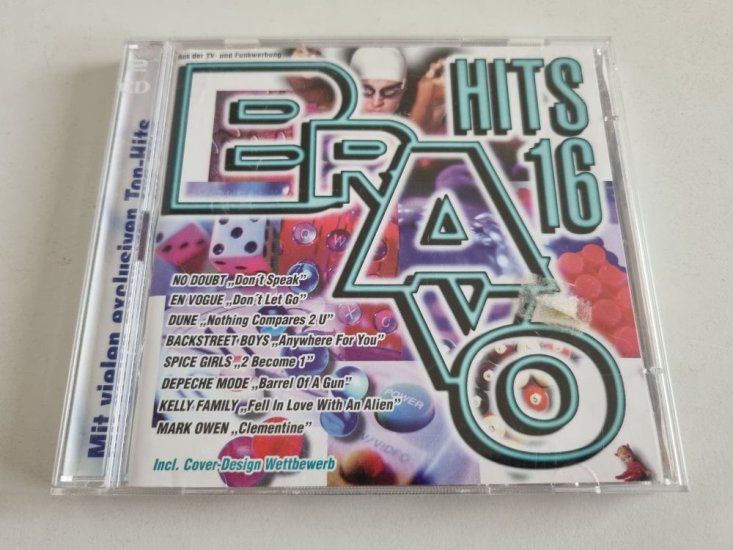 Aus der TV- und Funkwerbung
BRAVO
HITS
16
Mit vielen exclusiven Top-Hits
NO DOUBT „Don't Speak"
EN VOGUE „Don't Let Go"
DUNE „Nothing Compares 2 U"
BACKSTREET BOYS „Anywhere For You"
SPICE GIRLS „2 Become 1"
DEPECHE MODE „Barrel Of A Gun"
KELLY FAMILY „Fell In Love With An Alien"
MARK OWEN „Clementine"
Incl. Cover-Design Wettbewerb
POWER
/VIDEO